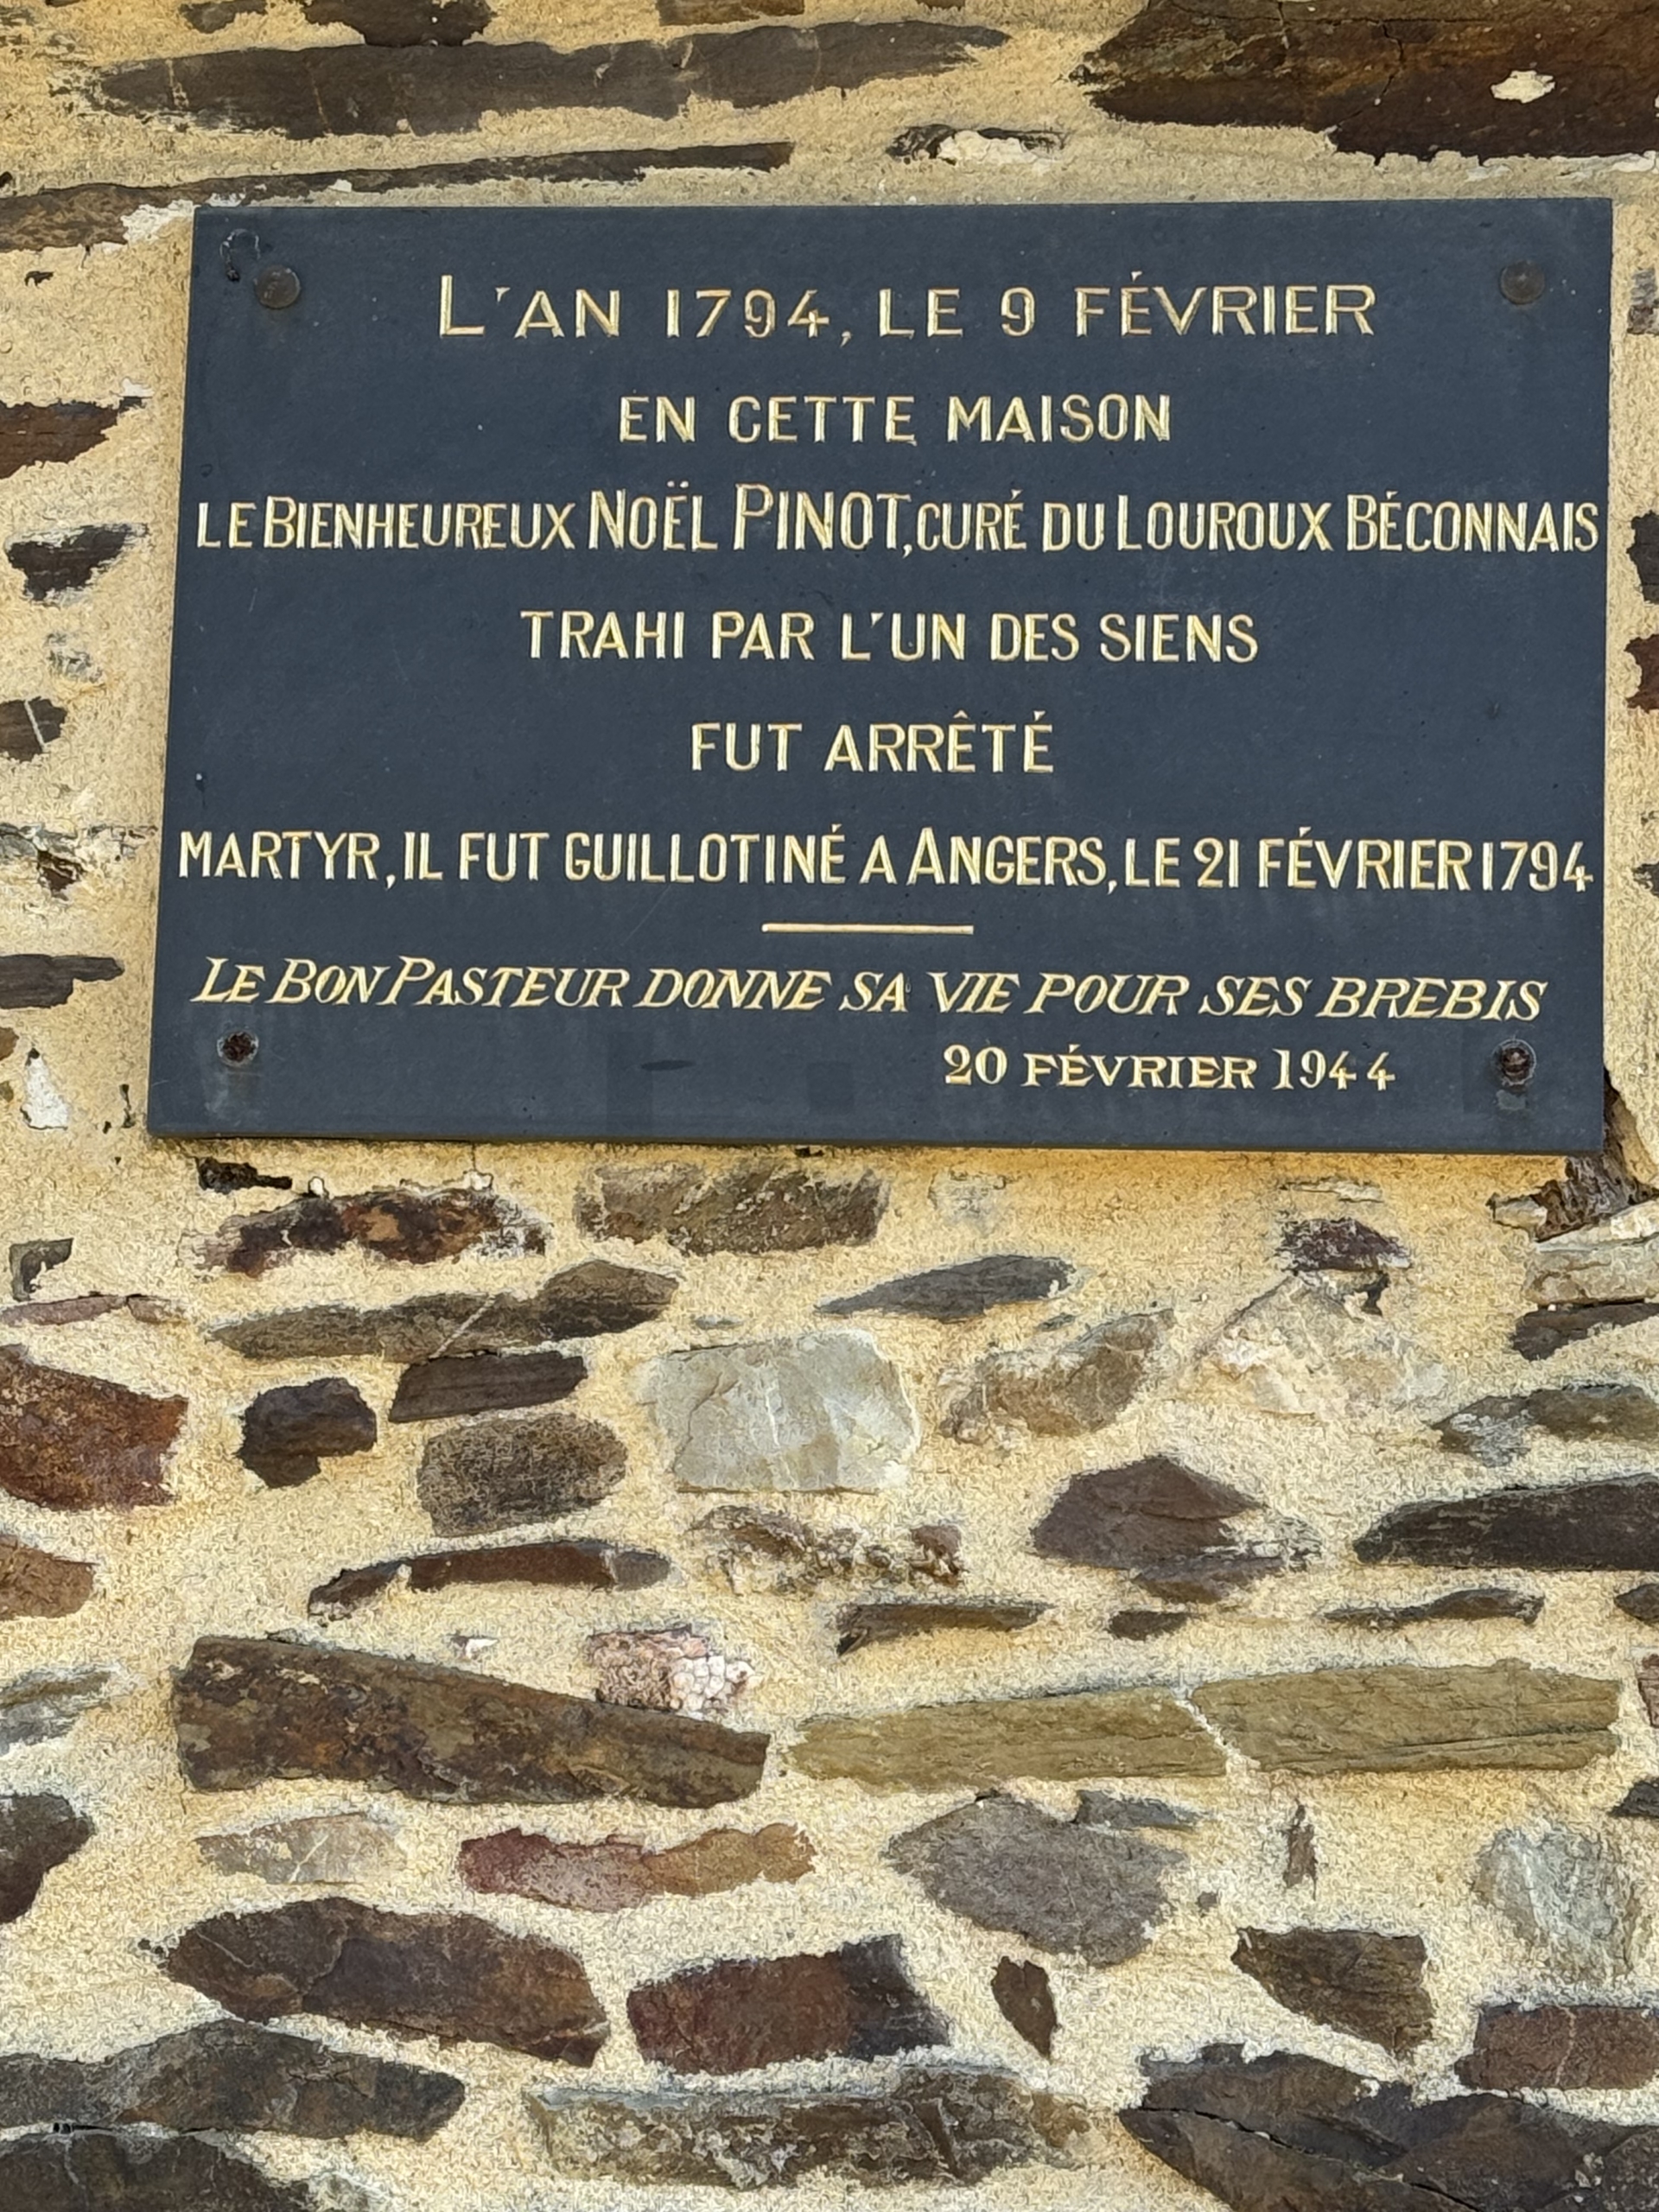 L'AN 1794, LE 9 FÉVRIER
EN CETTE MAISON
LE BIENHEUREUX NOËL PINOT, CURÉ DU LOUROUX BÉCONNAIS
TRAHI PAR L'UN DES SIENS
FUT ARRÊTÉ
MARTYR, IL FUT GUILLOTINÉ A ANGERS, LE 21 FÉVRIER 1794
LE BON PASTEUR DONNE SA VIE POUR SES BREBIS
20 FÉVRIER 1944